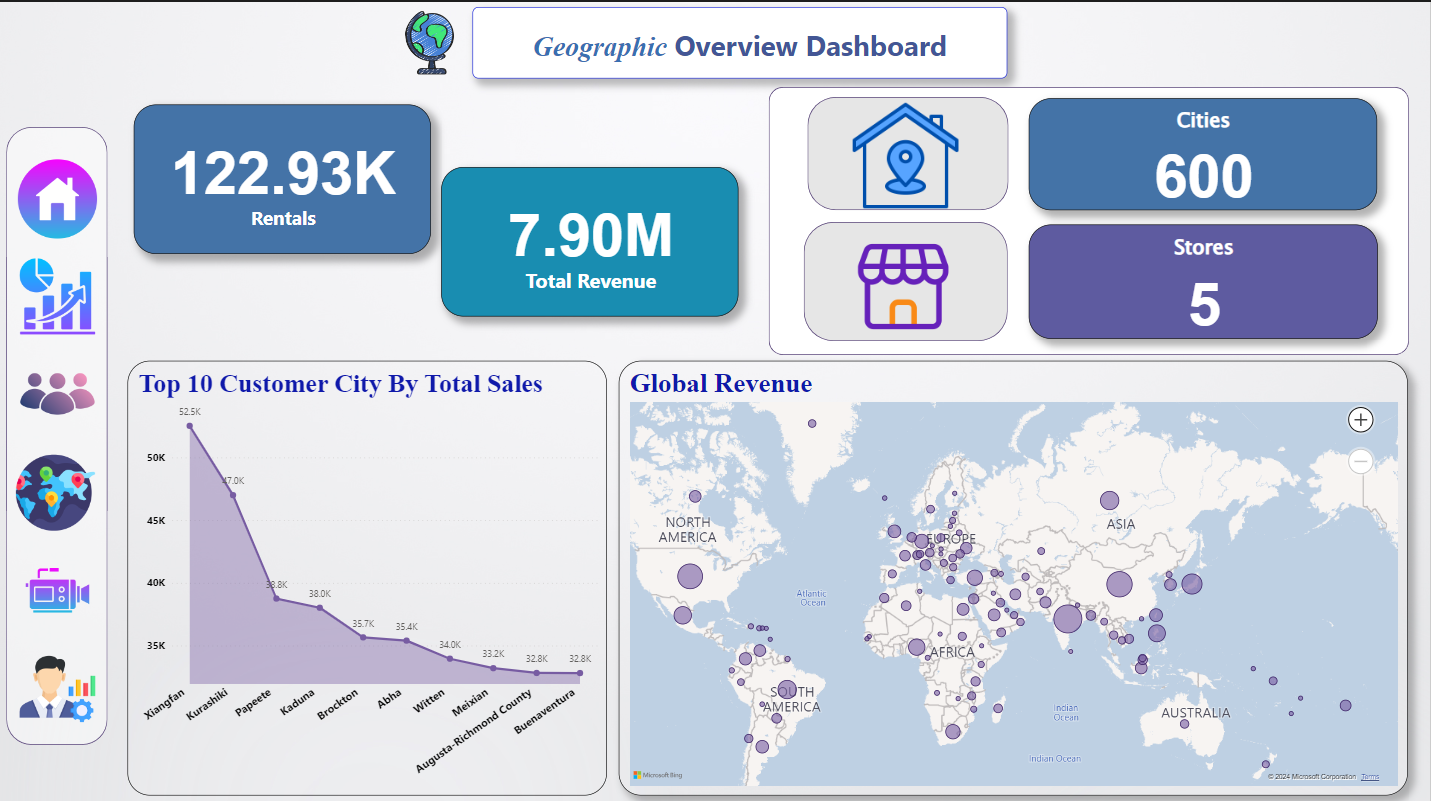 Geographic Overview Dashboard
122.93K
Rentals
7.90M
Total Revenue
Cities
600
Stores
5
Top 10 Customer City By Total Sales
52.5K
47.0K
38.8K
38.0K
35.7K
35.4K
34.0K
33.2K
32.8K
32.8K
50K
45K
40K
35K
Xiangfan
Kurashiki
Papeete
Kaduna
Brockton
Abha
Witten
Meixian
Augusta-Richmond County
Buenaventura
Global Revenue
NORTH
AMERICA
EUROPE
ASIA
Atlantic
Ocean
AFRICA
SOUTH
AMERICA
Indian
Ocean
AUSTRALIA
Indian Ocean
Microsoft Bing
© 2024 Microsoft Corporation Terms